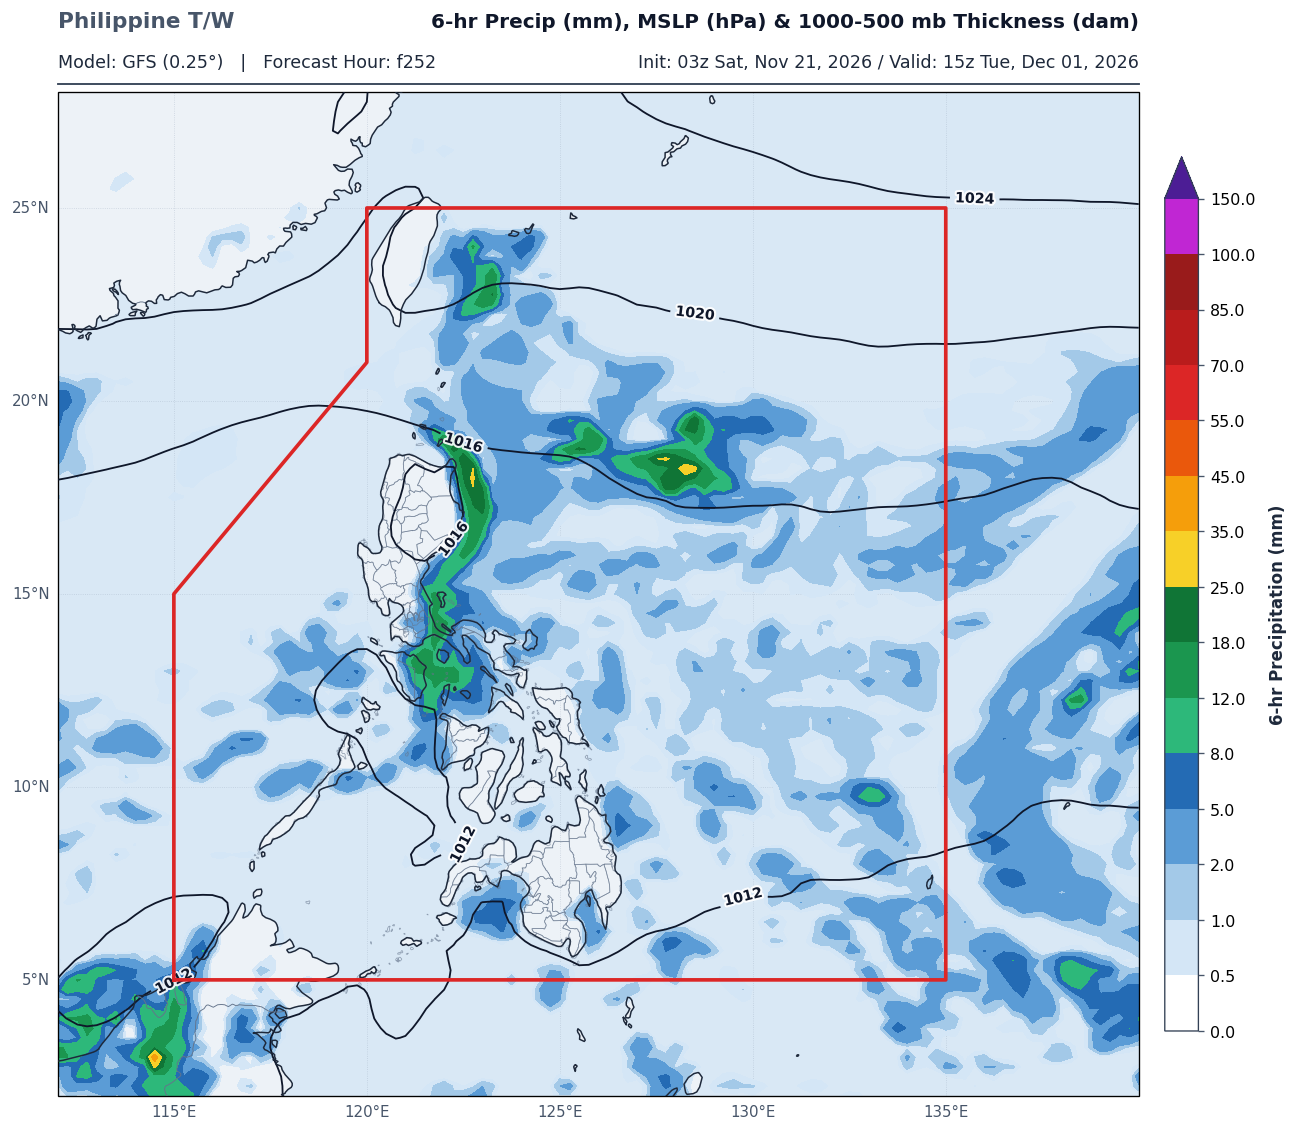 Philippine T/W
6-hr Precip (mm), MSLP (hPa) & 1000-500 mb Thickness (dam)
Model: GFS (0.25°) | Forecast Hour: f252
Init: 03z Sat, Nov 21, 2026 / Valid: 15z Tue, Dec 01, 2026
1024
1020
1016
1016
1012
1012
1012
25°N
20°N
15°N
10°N
5°N
115°E
120°E
125°E
130°E
135°E
150.0
100.0
85.0
70.0
55.0
45.0
35.0
25.0
18.0
12.0
8.0
5.0
2.0
1.0
0.5
0.0
6-hr Precipitation (mm)